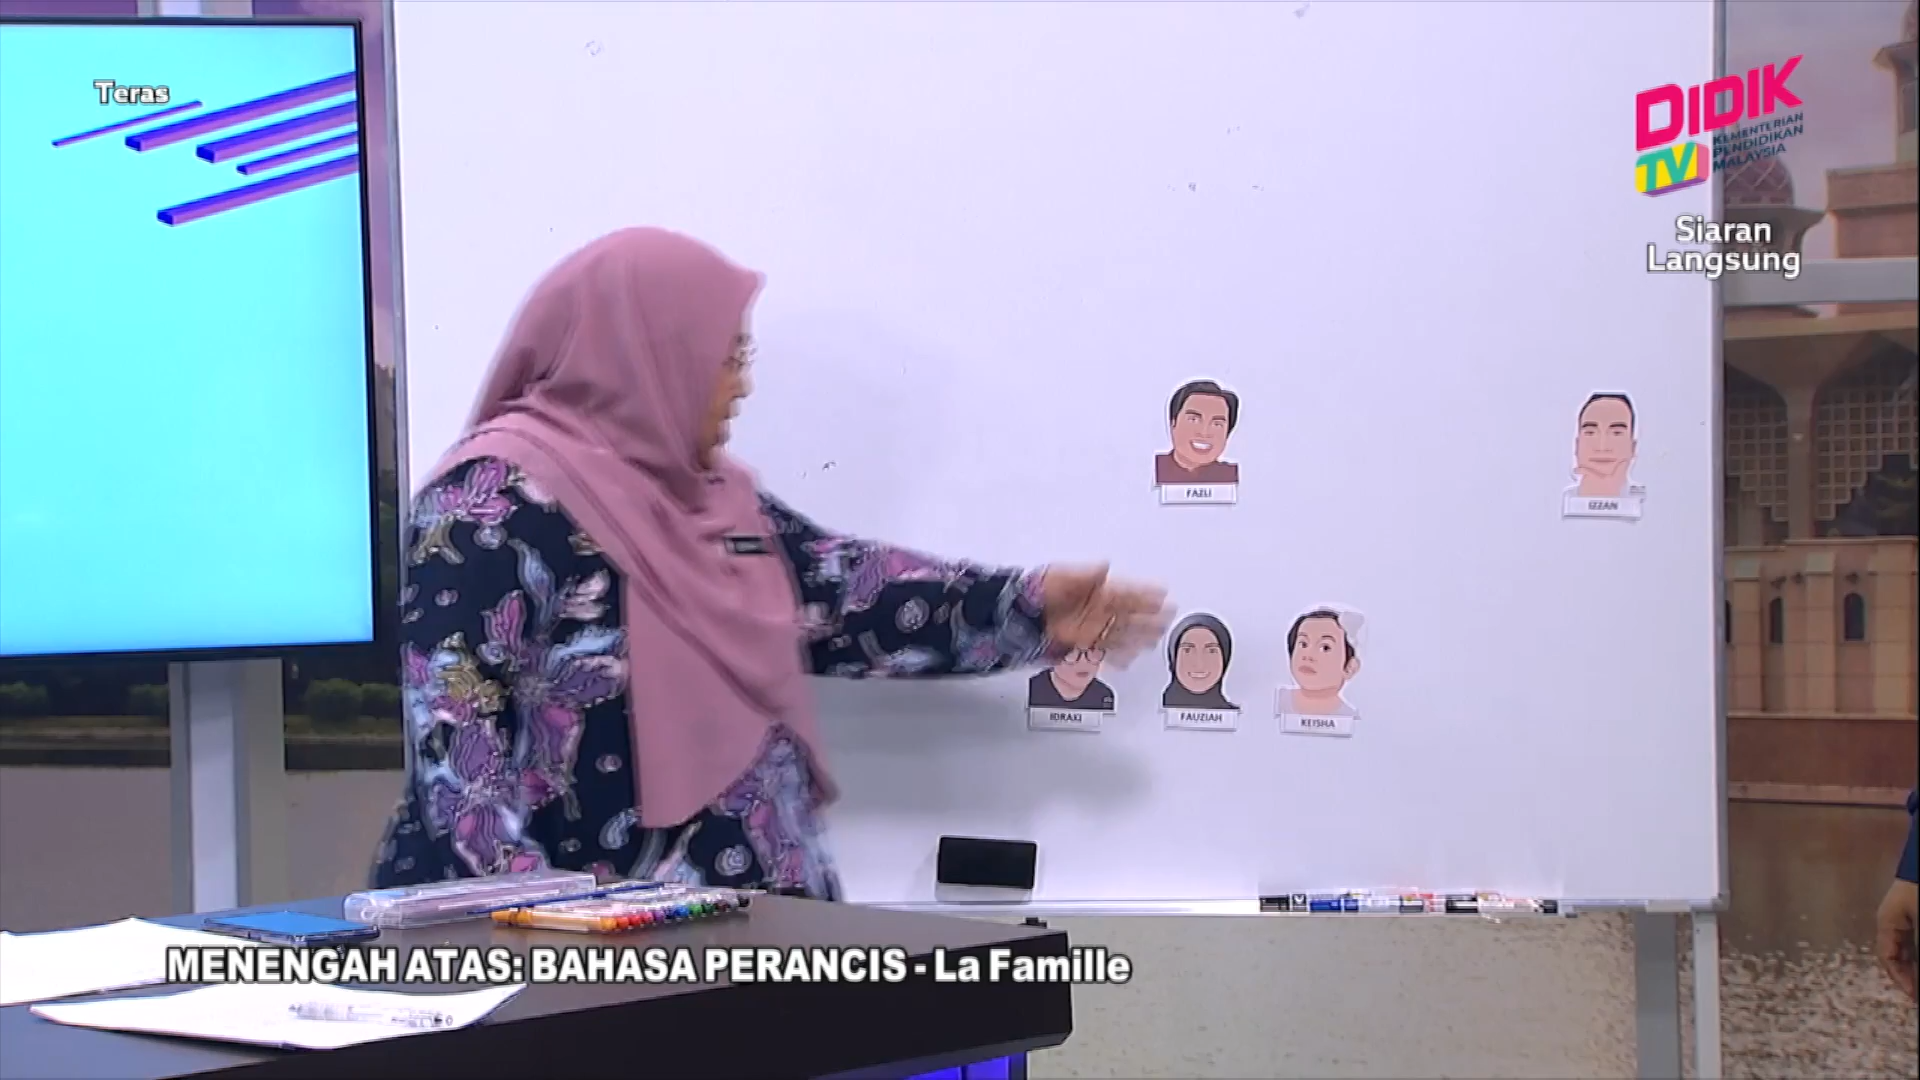 Teras
DIDIK
TV
KEMENTERIAN
PENDIDIKAN
MALAYSIA
Siaran
Langsung
FAZLI
IZZAN
IDRAKI
FAUZIAH
KEISHA
MENENGAH ATAS: BAHASA PERANCIS - La Famille